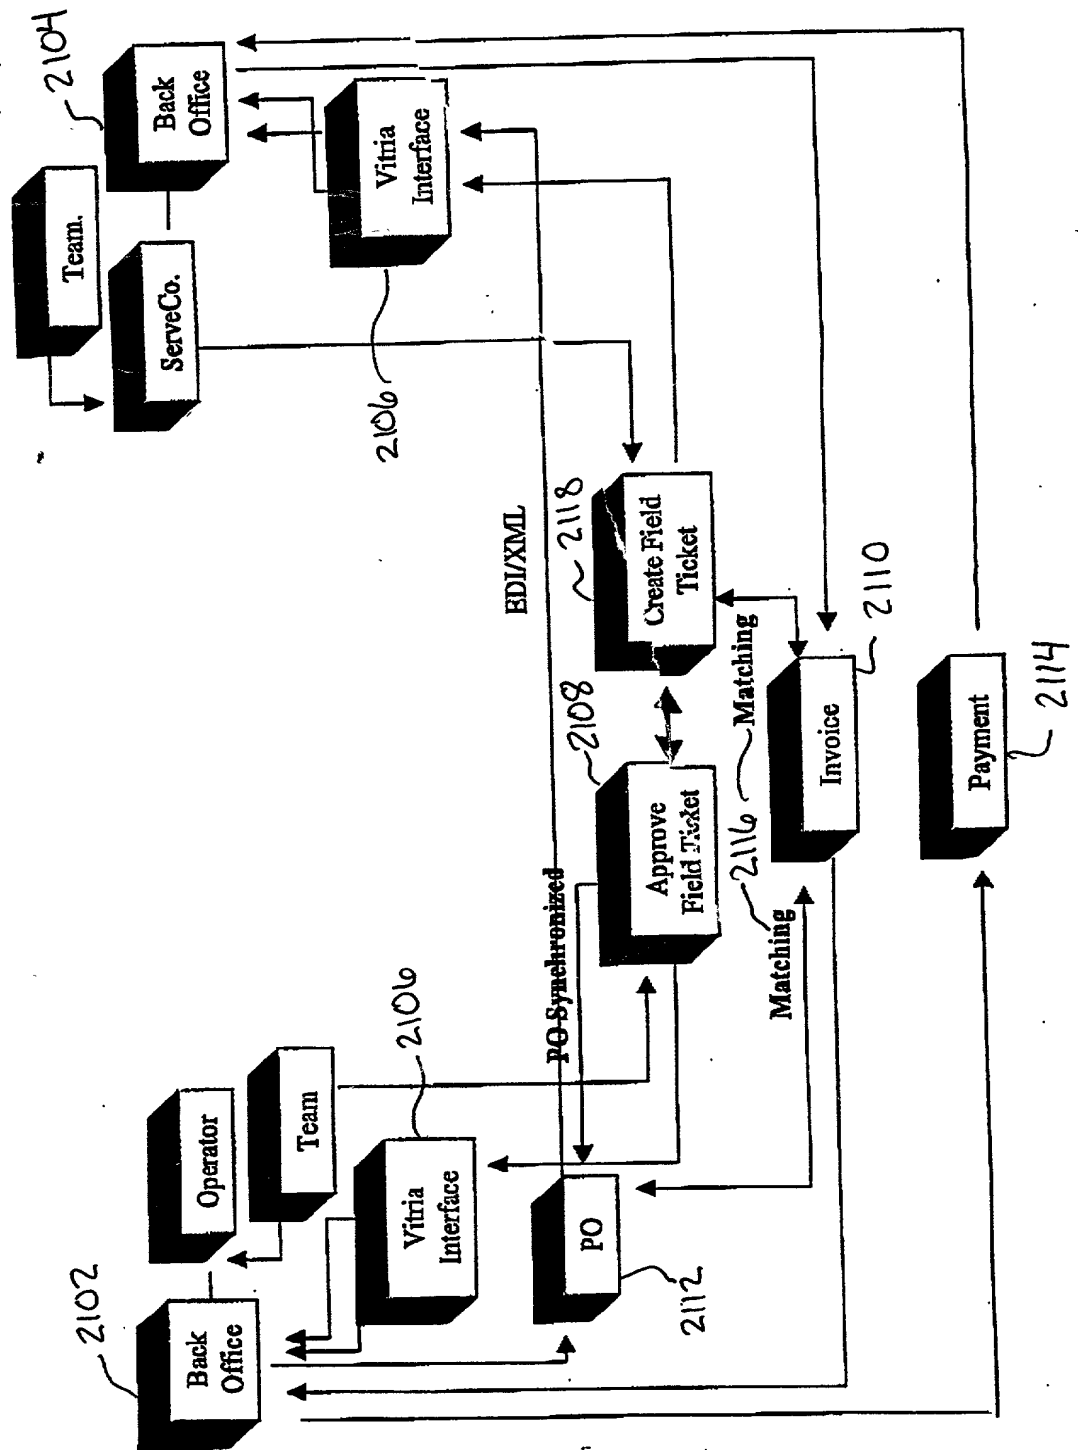 2102
2104
Team.
Back
Office
Operator
ServeCo.
Back
Office
Team
Vitria
Interface
2106
2106
Vitria
Interface
EDI/XML
PO Synchronized
PO
2112
2108
Approve
Field Ticket
2118
Create Field
Ticket
Matching
2116
Matching
Invoice
2110
Payment
2114